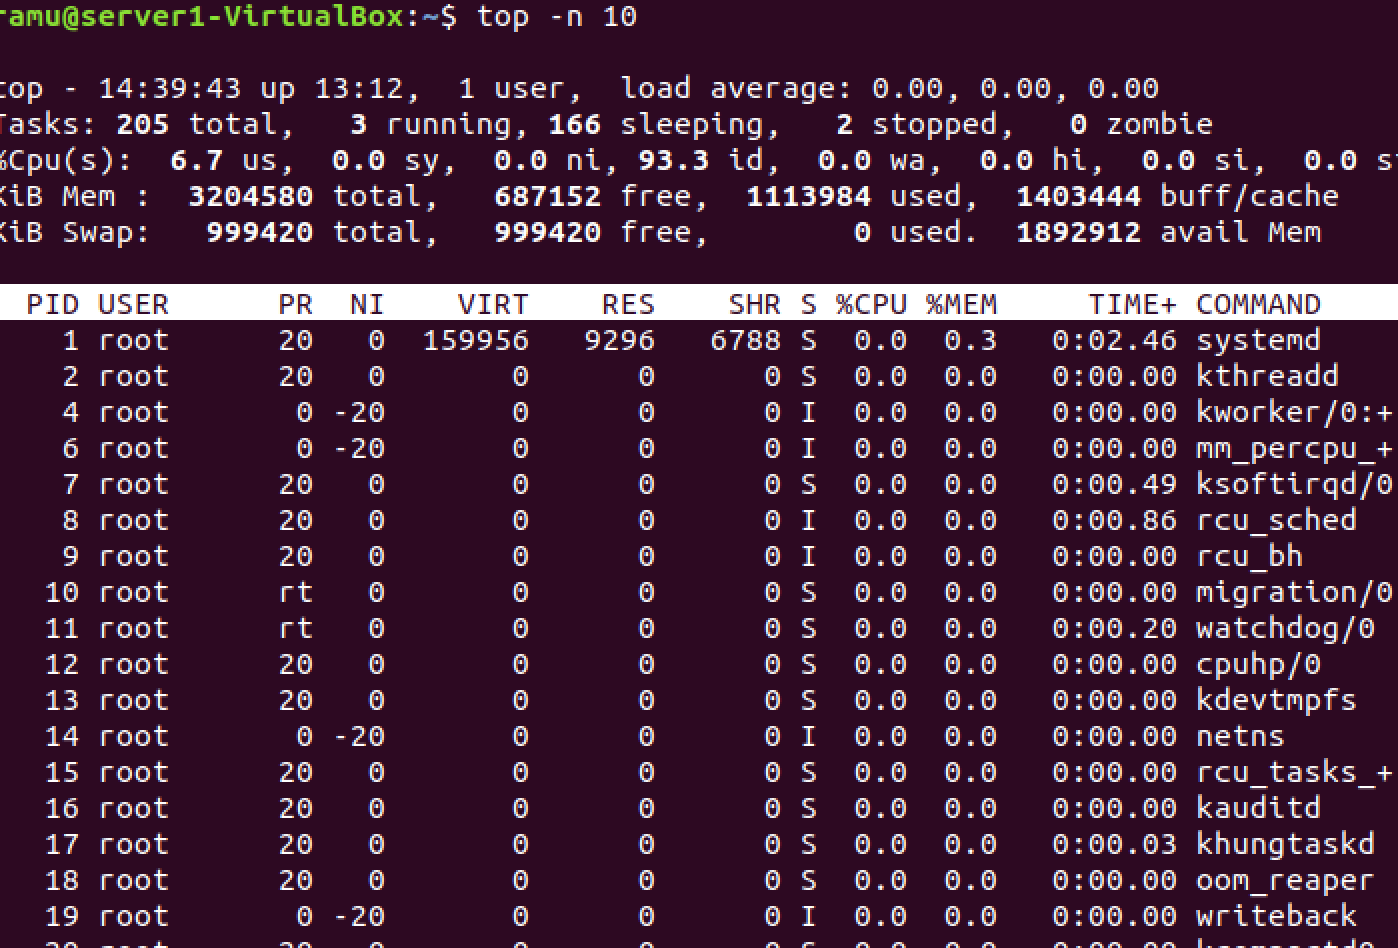 ramu@server1-VirtualBox:~$ top -n 10
top - 14:39:43 up 13:12,  1 user,  load average: 0.00, 0.00, 0.00
Tasks: 205 total,   3 running, 166 sleeping,   2 stopped,   0 zombie
%Cpu(s):  6.7 us,  0.0 sy,  0.0 ni, 93.3 id,  0.0 wa,  0.0 hi,  0.0 si,  0.0 s
KiB Mem :  3204580 total,   687152 free,  1113984 used,  1403444 buff/cache
KiB Swap:   999420 total,   999420 free,        0 used.  1892912 avail Mem
PID USER      PR  NI    VIRT    RES    SHR S %CPU %MEM     TIME+ COMMAND
1 root      20   0  159956   9296   6788 S  0.0  0.3   0:02.46 systemd
2 root      20   0       0      0      0 S  0.0  0.0   0:00.00 kthreadd
4 root       0 -20       0      0      0 I  0.0  0.0   0:00.00 kworker/0:+
6 root       0 -20       0      0      0 I  0.0  0.0   0:00.00 mm_percpu_+
7 root      20   0       0      0      0 S  0.0  0.0   0:00.49 ksoftirqd/0
8 root      20   0       0      0      0 I  0.0  0.0   0:00.86 rcu_sched
9 root      20   0       0      0      0 I  0.0  0.0   0:00.00 rcu_bh
10 root      rt   0       0      0      0 S  0.0  0.0   0:00.00 migration/0
11 root      rt   0       0      0      0 S  0.0  0.0   0:00.20 watchdog/0
12 root      20   0       0      0      0 S  0.0  0.0   0:00.00 cpuhp/0
13 root      20   0       0      0      0 S  0.0  0.0   0:00.00 kdevtmpfs
14 root       0 -20       0      0      0 I  0.0  0.0   0:00.00 netns
15 root      20   0       0      0      0 S  0.0  0.0   0:00.00 rcu_tasks_+
16 root      20   0       0      0      0 S  0.0  0.0   0:00.00 kauditd
17 root      20   0       0      0      0 S  0.0  0.0   0:00.03 khungtaskd
18 root      20   0       0      0      0 S  0.0  0.0   0:00.00 oom_reaper
19 root       0 -20       0      0      0 I  0.0  0.0   0:00.00 writeback